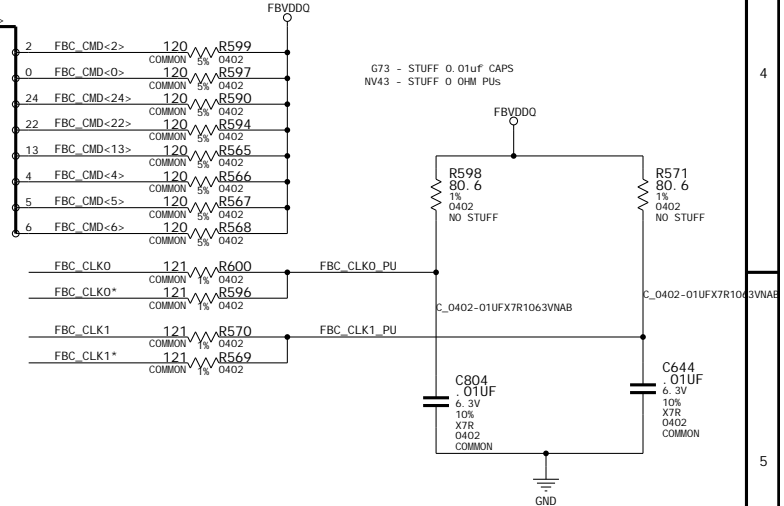 FBVDDQ
2 FBC_CMD<2> 120 R599
COMMON 5% 0402
0 FBC_CMD<0> 120 R597
COMMON 5% 0402
24 FBC_CMD<24> 120 R590
COMMON 5% 0402
22 FBC_CMD<22> 120 R594
COMMON 5% 0402
13 FBC_CMD<13> 120 R565
COMMON 5% 0402
4 FBC_CMD<4> 120 R566
COMMON 5% 0402
5 FBC_CMD<5> 120 R567
COMMON 5% 0402
6 FBC_CMD<6> 120 R568
COMMON 5% 0402
FBC_CLK0 121 R600 FBC_CLK0_PU
COMMON 1% 0402
FBC_CLK0* 121 R596
COMMON 1% 0402
FBC_CLK1 121 R570 FBC_CLK1_PU
COMMON 1% 0402
FBC_CLK1* 121 R569
COMMON 1% 0402
G73 - STUFF 0.01uf CAPS
NV43 - STUFF 0 OHM PUs
FBVDDQ
R598
80.6
1%
0402
NO STUFF
R571
80.6
1%
0402
NO STUFF
C_0402-01UFX7R1063VNAB
C_0402-01UFX7R1063VNAB
C804
.01UF
6.3V
10%
X7R
0402
COMMON
C644
.01UF
6.3V
10%
X7R
0402
COMMON
GND
4
5